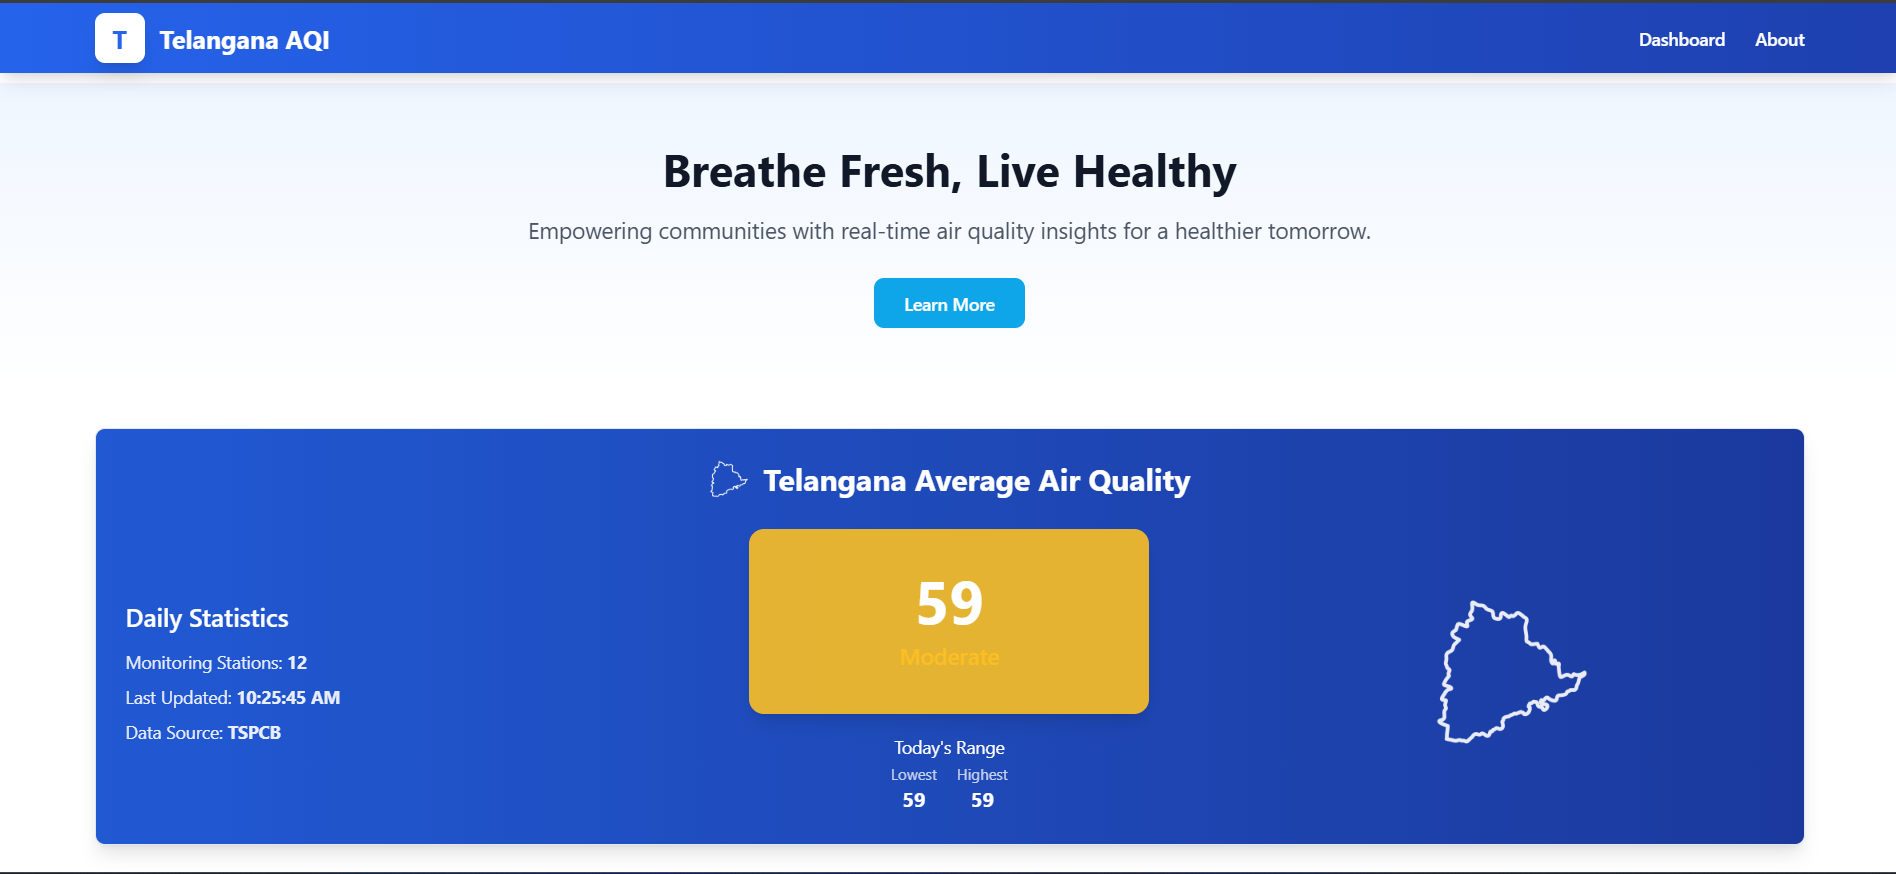 T Telangana AQI Dashboard About
Breathe Fresh, Live Healthy
Empowering communities with real-time air quality insights for a healthier tomorrow.
Learn More
Telangana Average Air Quality
Daily Statistics
Monitoring Stations: 12
Last Updated: 10:25:45 AM
Data Source: TSPCB
59
Moderate
Today's Range
Lowest Highest
59 59